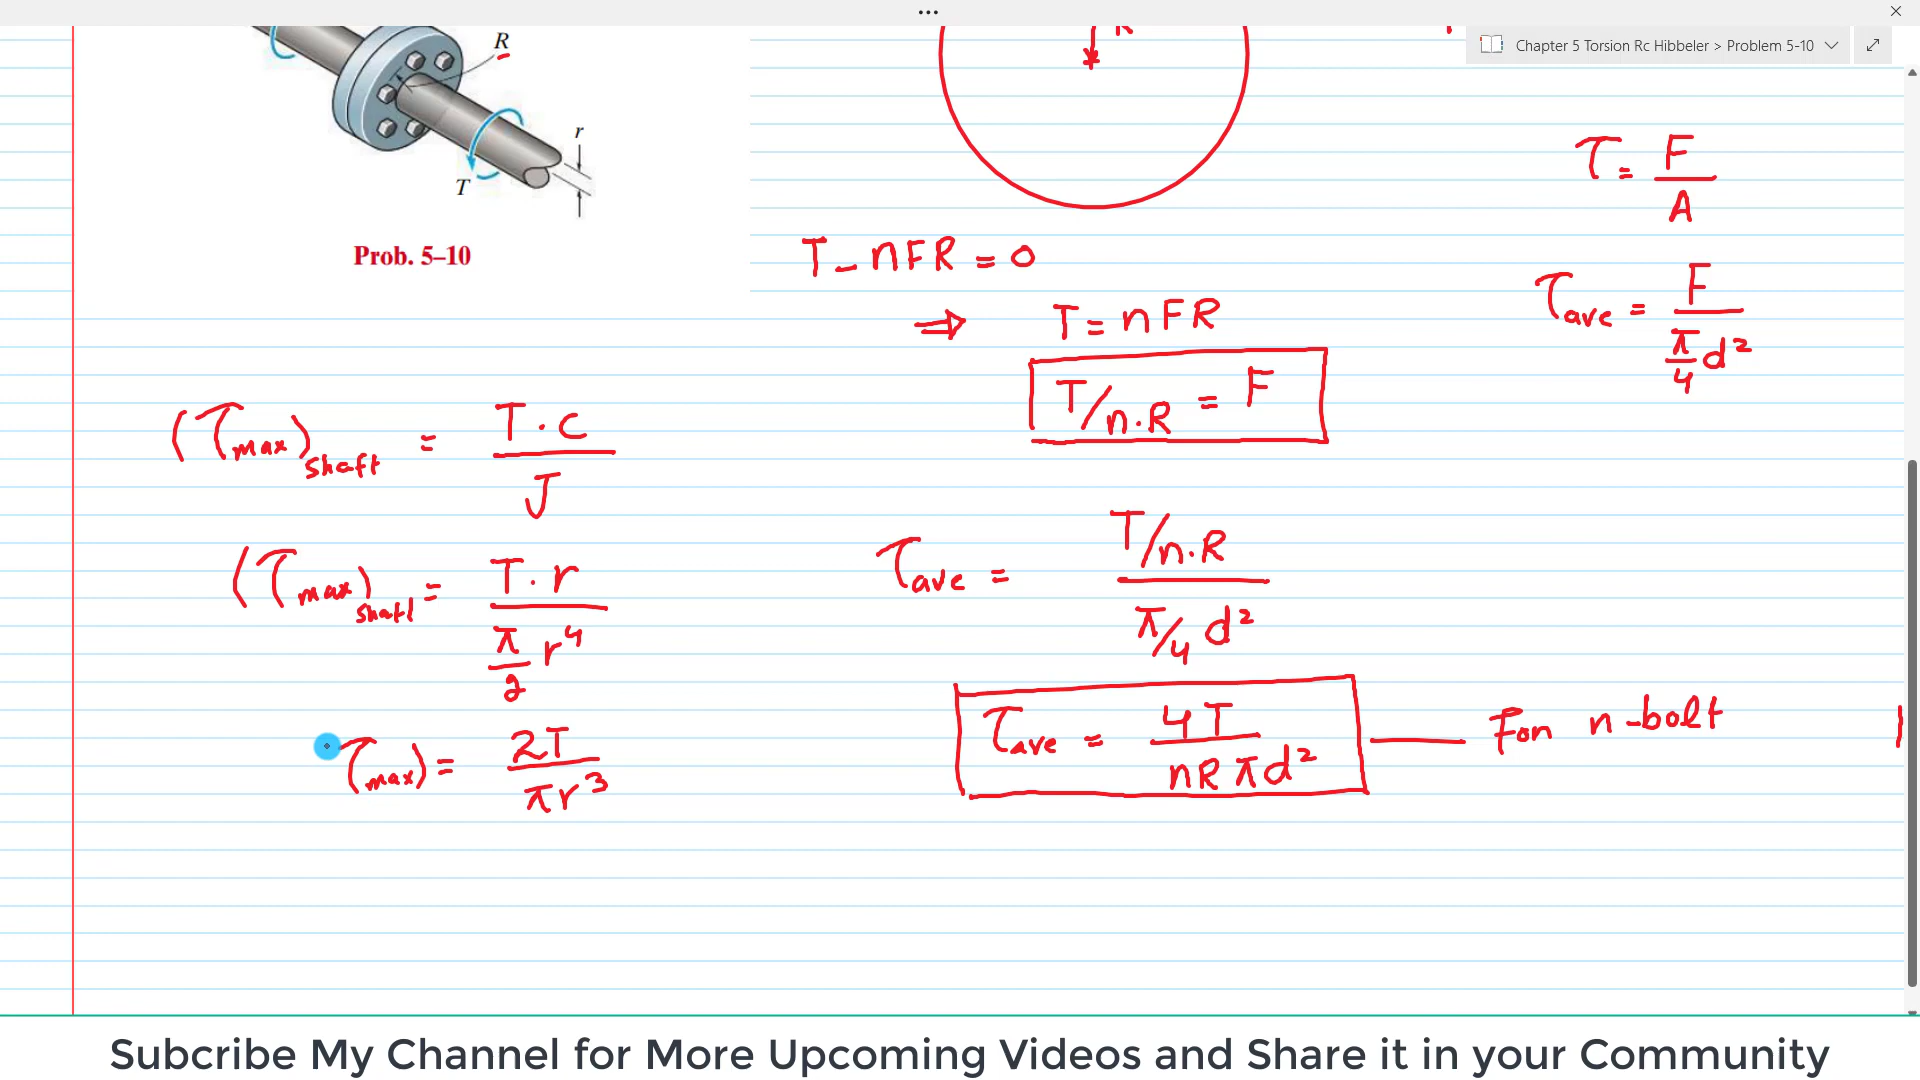 ...
Chapter 5 Torsion Rc Hibbeler > Problem 5-10
R
r
T
Prob. 5–10
R
T - nFR = 0
⇒ T = nFR
T/n.R = F
τ = F/A
τave = F / (π/4 d²)
(τmax)shaft = T . c / J
(τmax)shaft = T . r / (π/2 r⁴)
τmax) = 2T / πr³
τave = T/n.R / (π/4 d²)
τave = 4T / nRπd² — For n-bolt
Subcribe My Channel for More Upcoming Videos and Share it in your Community